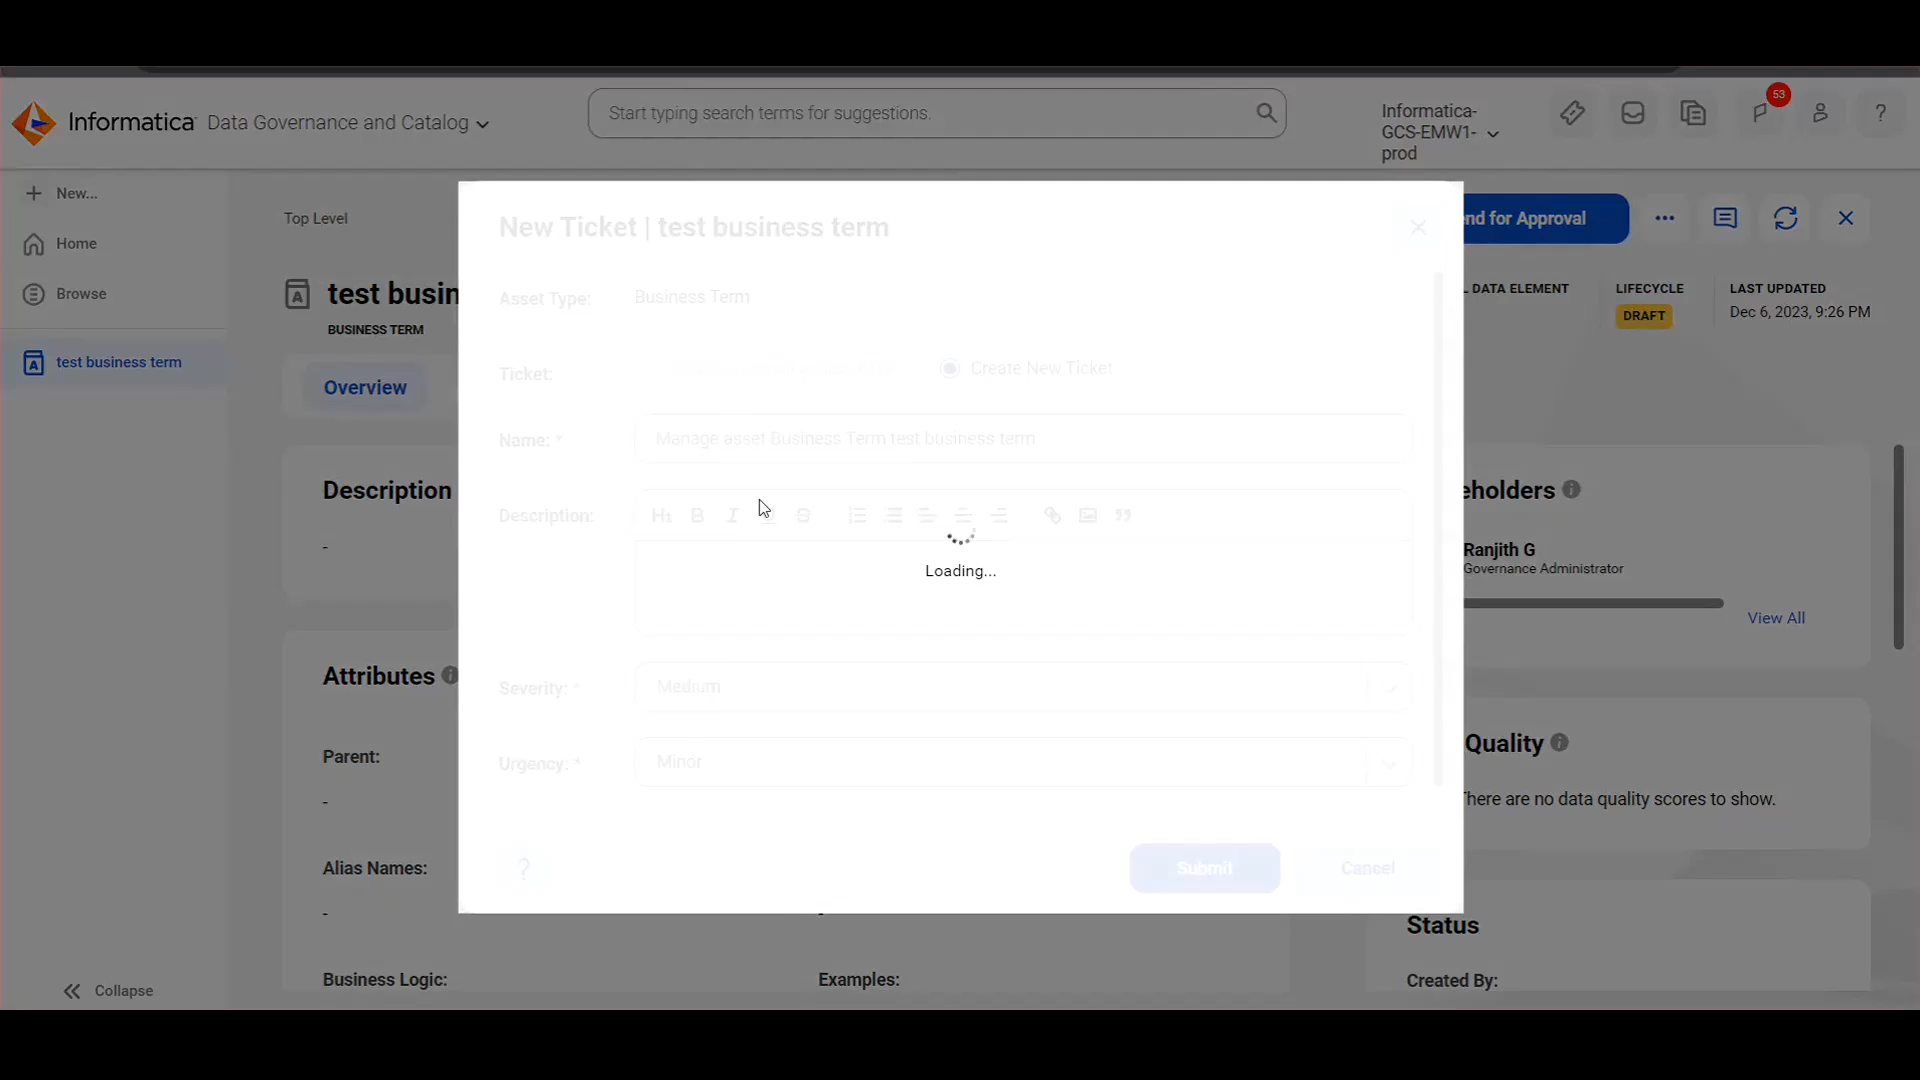 Informatica Data Governance and Catalog
Start typing search terms for suggestions.
Informatica-
GCS-EMW1-
prod
53
?
New...
Home
Browse
test business term
Collapse
Top Level
test busin
BUSINESS TERM
nd for Approval
L DATA ELEMENT
LIFECYCLE
DRAFT
LAST UPDATED
Dec 6, 2023, 9:26 PM
Overview
Description
-
Attributes
Parent:
-
Alias Names:
-
Business Logic:
Examples:
New Ticket | test business term
Asset Type: Business Term
Ticket: Create New Ticket
Name: * Manage asset Business Term test business term
Description: H1 B I U S
Loading...
Severity: * Medium
Urgency: * Minor
?
Submit
Cancel
eholders
Ranjith G
Governance Administrator
View All
Quality
There are no data quality scores to show.
Status
Created By: